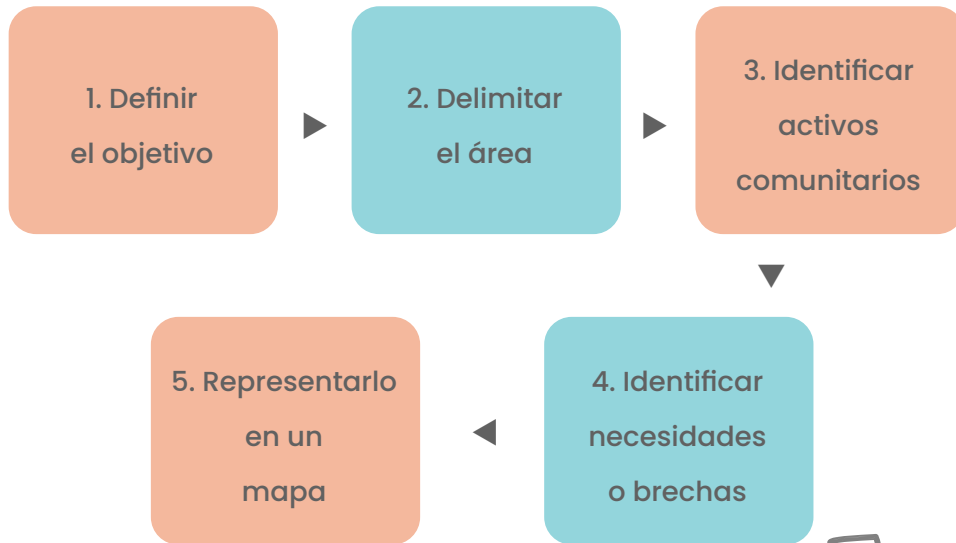 1. Definir
el objetivo
2. Delimitar
el área
3. Identificar
activos
comunitarios
4. Identificar
necesidades
o brechas
5. Representarlo
en un
mapa